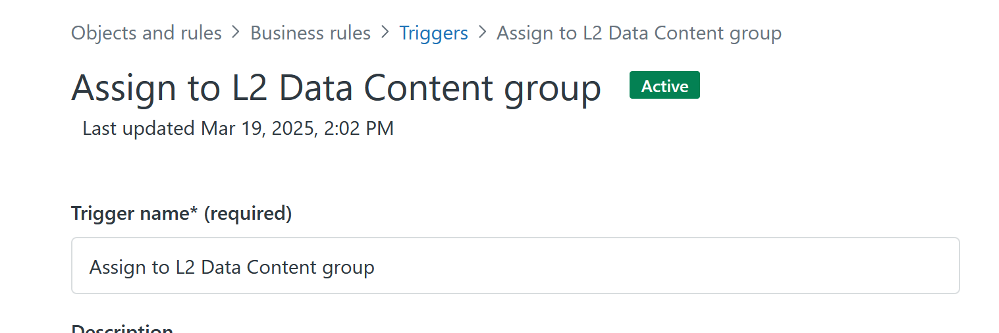 Objects and rules > Business rules > Triggers > Assign to L2 Data Content group
Assign to L2 Data Content group Active
Last updated Mar 19, 2025, 2:02 PM
Trigger name* (required)
Assign to L2 Data Content group
Description